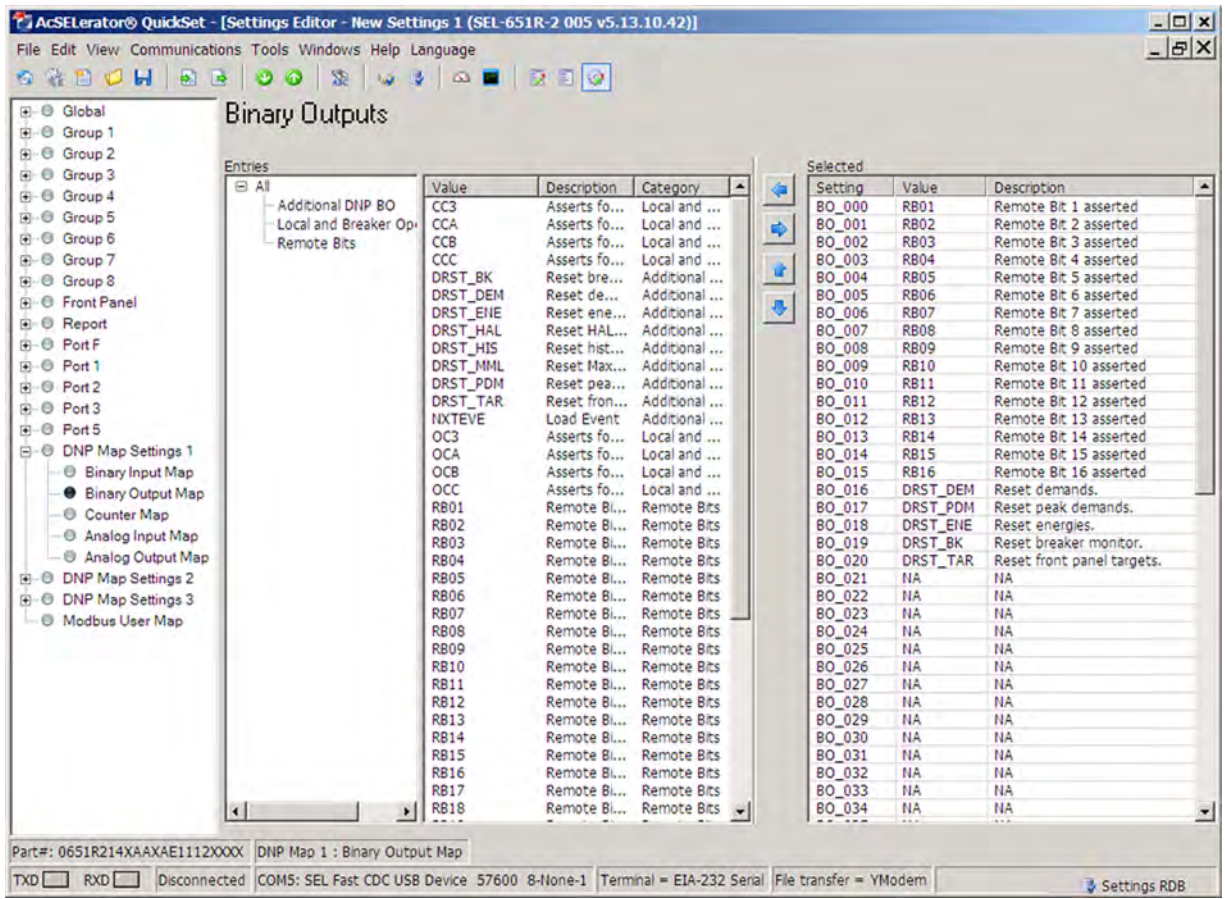 AcSELerator® QuickSet - [Settings Editor - New Settings 1 (SEL-651R-2 005 v5.13.10.42)]
File Edit View Communications Tools Windows Help Language
Global
Group 1
Group 2
Group 3
Group 4
Group 5
Group 6
Group 7
Group 8
Front Panel
Report
Port F
Port 1
Port 2
Port 3
Port 5
DNP Map Settings 1
Binary Input Map
Binary Output Map
Counter Map
Analog Input Map
Analog Output Map
DNP Map Settings 2
DNP Map Settings 3
Modbus User Map
Binary Outputs
Entries
All
Additional DNP BO
Local and Breaker Ope
Remote Bits
Value Description Category
CC3 Asserts fo... Local and ...
CCA Asserts fo... Local and ...
CCB Asserts fo... Local and ...
CCC Asserts fo... Local and ...
DRST_BK Reset bre... Additional ...
DRST_DEM Reset de... Additional ...
DRST_ENE Reset ene... Additional ...
DRST_HAL Reset HAL... Additional ...
DRST_HIS Reset hist... Additional ...
DRST_MML Reset Max... Additional ...
DRST_PDM Reset pea... Additional ...
DRST_TAR Reset fron... Additional ...
NXTEVE Load Event Additional ...
OC3 Asserts fo... Local and ...
OCA Asserts fo... Local and ...
OCB Asserts fo... Local and ...
OCC Asserts fo... Local and ...
RB01 Remote Bi... Remote Bits
RB02 Remote Bi... Remote Bits
RB03 Remote Bi... Remote Bits
RB04 Remote Bi... Remote Bits
RB05 Remote Bi... Remote Bits
RB06 Remote Bi... Remote Bits
RB07 Remote Bi... Remote Bits
RB08 Remote Bi... Remote Bits
RB09 Remote Bi... Remote Bits
RB10 Remote Bi... Remote Bits
RB11 Remote Bi... Remote Bits
RB12 Remote Bi... Remote Bits
RB13 Remote Bi... Remote Bits
RB14 Remote Bi... Remote Bits
RB15 Remote Bi... Remote Bits
RB16 Remote Bi... Remote Bits
RB17 Remote Bi... Remote Bits
RB18 Remote Bi... Remote Bits
Selected
Setting Value Description
BO_000 RB01 Remote Bit 1 asserted
BO_001 RB02 Remote Bit 2 asserted
BO_002 RB03 Remote Bit 3 asserted
BO_003 RB04 Remote Bit 4 asserted
BO_004 RB05 Remote Bit 5 asserted
BO_005 RB06 Remote Bit 6 asserted
BO_006 RB07 Remote Bit 7 asserted
BO_007 RB08 Remote Bit 8 asserted
BO_008 RB09 Remote Bit 9 asserted
BO_009 RB10 Remote Bit 10 asserted
BO_010 RB11 Remote Bit 11 asserted
BO_011 RB12 Remote Bit 12 asserted
BO_012 RB13 Remote Bit 13 asserted
BO_013 RB14 Remote Bit 14 asserted
BO_014 RB15 Remote Bit 15 asserted
BO_015 RB16 Remote Bit 16 asserted
BO_016 DRST_DEM Reset demands.
BO_017 DRST_PDM Reset peak demands.
BO_018 DRST_ENE Reset energies.
BO_019 DRST_BK Reset breaker monitor.
BO_020 DRST_TAR Reset front panel targets.
BO_021 NA NA
BO_022 NA NA
BO_023 NA NA
BO_024 NA NA
BO_025 NA NA
BO_026 NA NA
BO_027 NA NA
BO_028 NA NA
BO_029 NA NA
BO_030 NA NA
BO_031 NA NA
BO_032 NA NA
BO_033 NA NA
BO_034 NA NA
Part#: 0651R214XAAXAE1112XXXX DNP Map 1 : Binary Output Map
TXD RXD Disconnected COM5: SEL Fast CDC USB Device 57600 8-None-1 Terminal = EIA-232 Serial File transfer = YModem Settings RDB